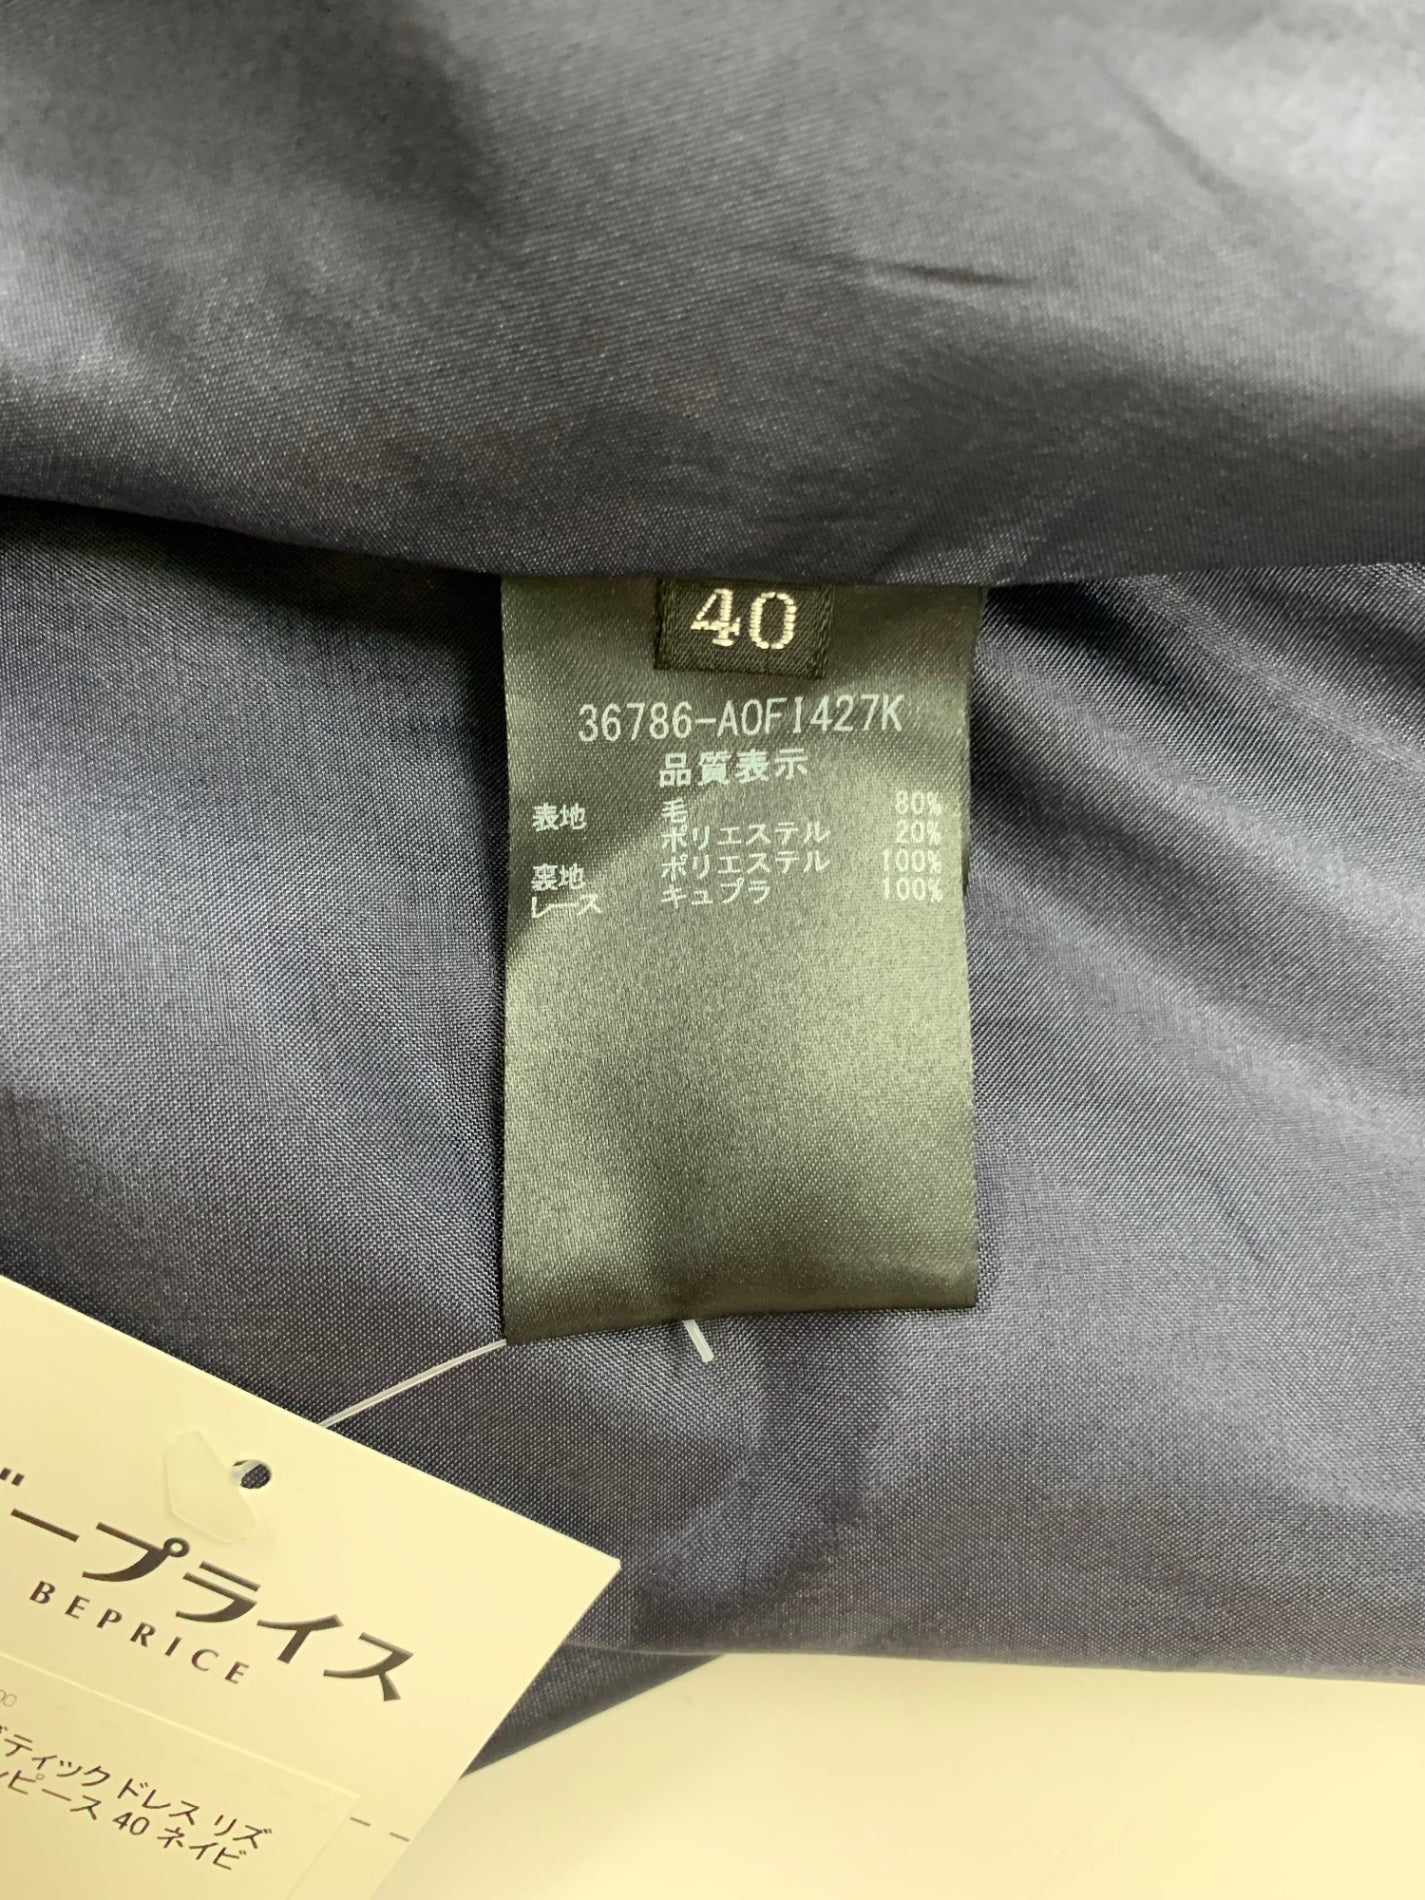 40
36786-A0FI427K
品質表示
表地 毛 80%
ポリエステル 20%
裏地 ポリエステル 100%
レース キュプラ 100%
ープライス
BEPRICE
ティック ドレス リズ
ピース 40 ネイビ